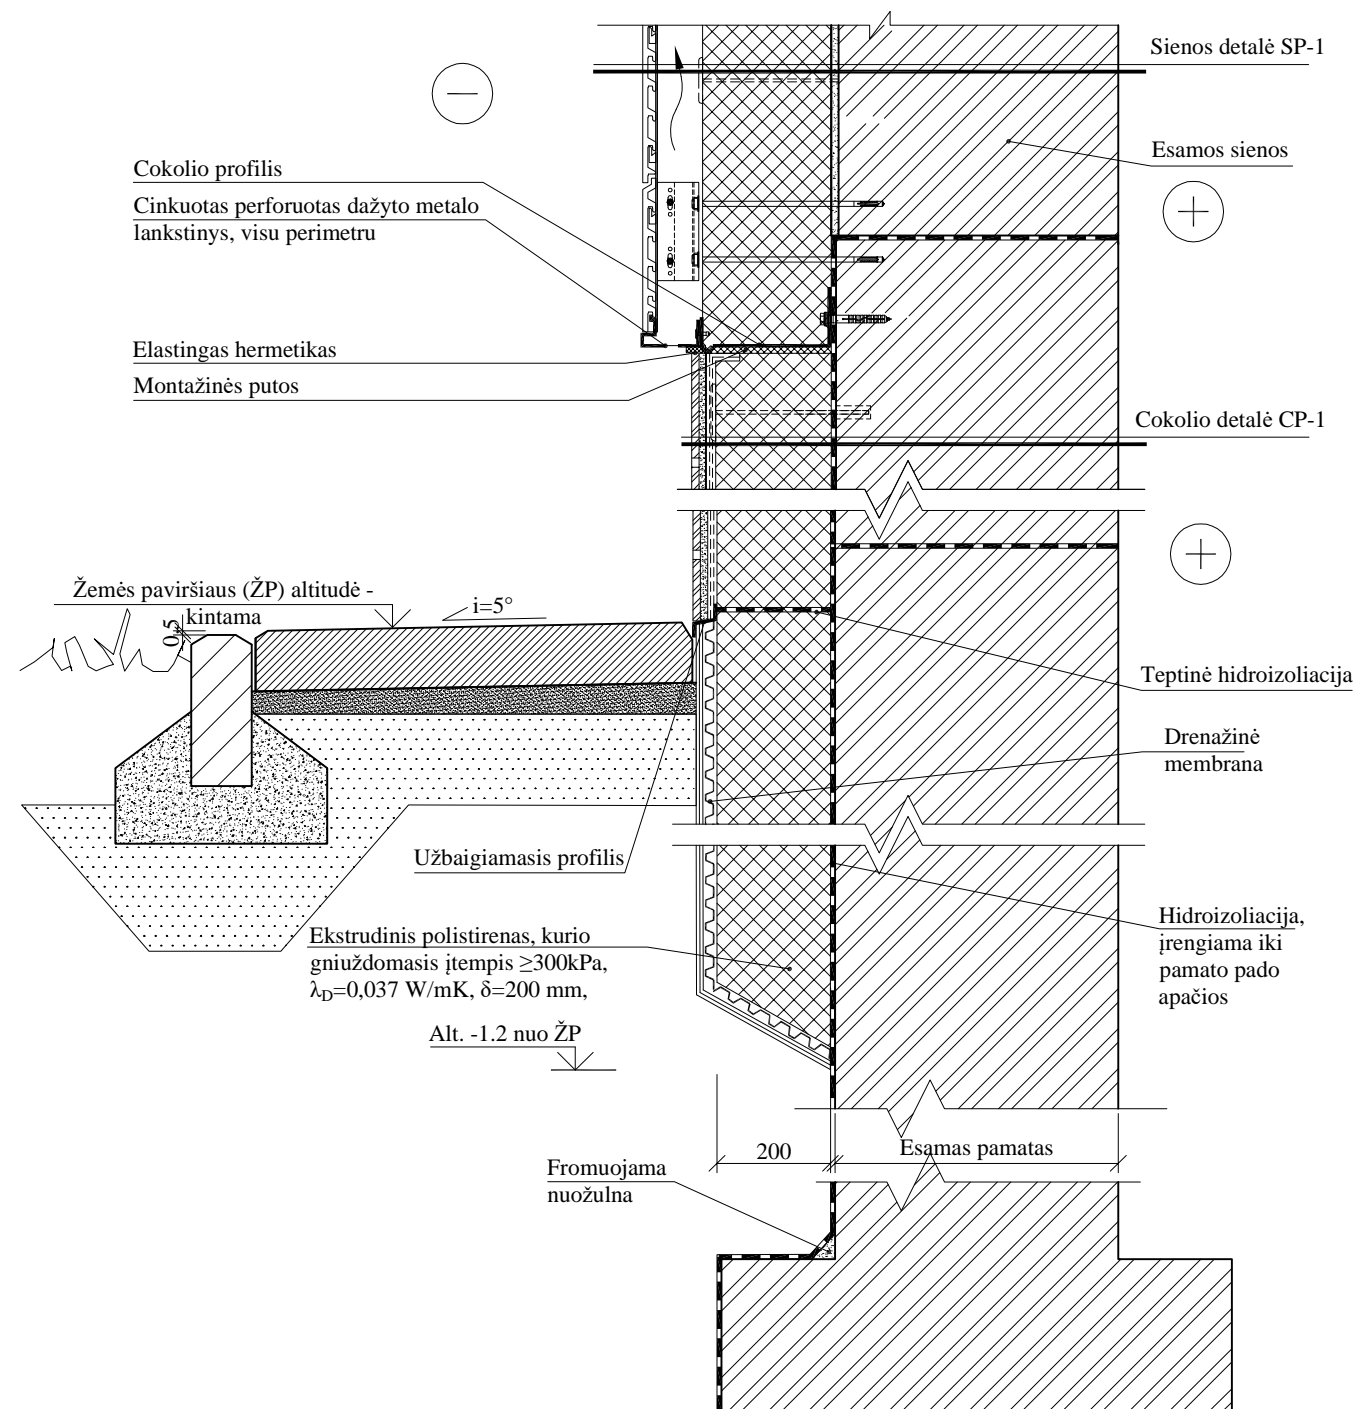 Sienos detalė SP-1
Esamos sienos
Cokolio profilis
Cinkuotas perforuotas dažyto metalo
lankstinys, visu perimetru
Elastingas hermetikas
Montažinės putos
Cokolio detalė CP-1
Žemės paviršiaus (ŽP) altitudė -
kintama
0,5
i=5°
Teptinė hidroizoliacija
Drenažinė
membrana
Užbaigiamasis profilis
Hidroizoliacija,
įrengiama iki
pamato pado
apačios
Ekstrudinis polistirenas, kurio
gniuždomasis įtempis ≥300kPa,
λD=0,037 W/mK, δ=200 mm,
Alt. -1.2 nuo ŽP
200
Esamas pamatas
Fromuojama
nuožulna